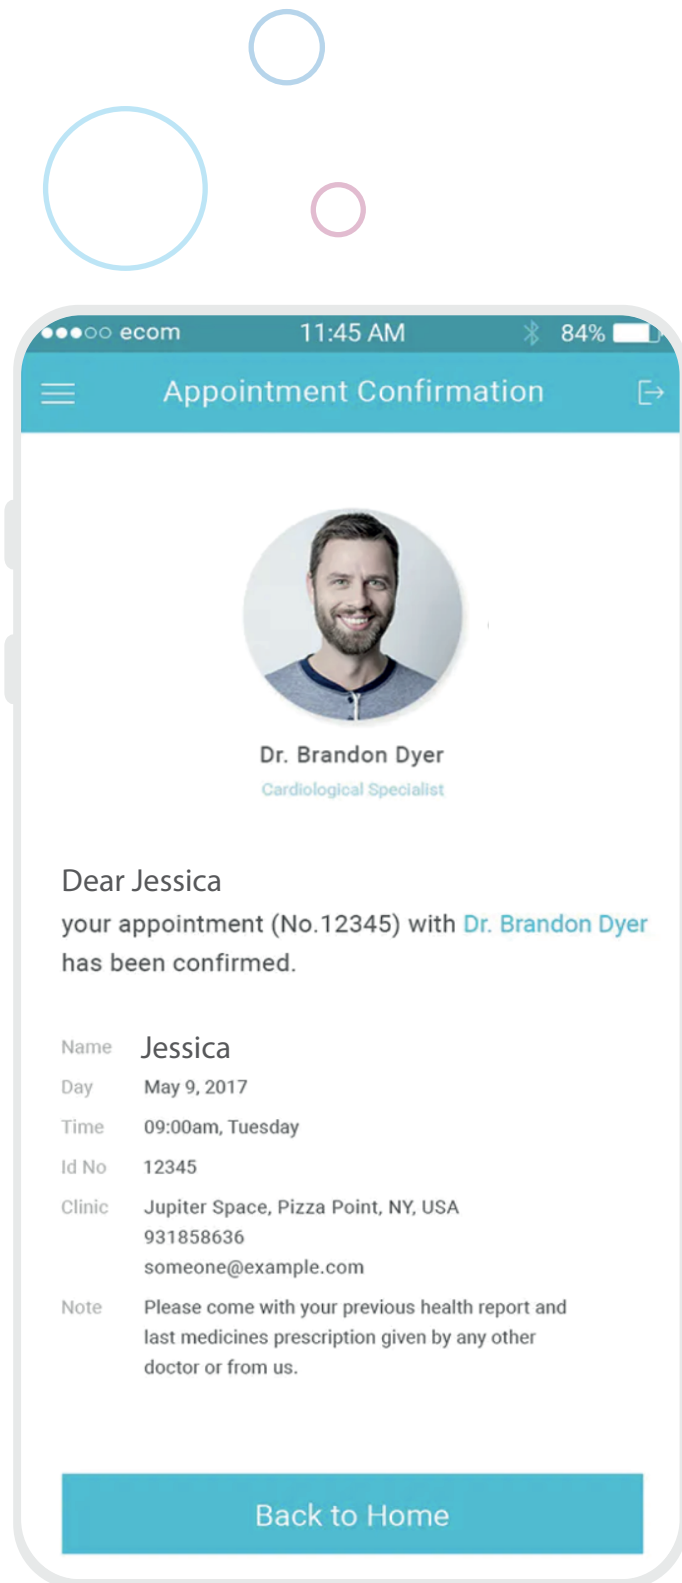 ecom 11:45 AM 84%
Appointment Confirmation
Dr. Brandon Dyer
Cardiological Specialist
Dear Jessica
your appointment (No.12345) with Dr. Brandon Dyer
has been confirmed.
Name Jessica
Day May 9, 2017
Time 09:00am, Tuesday
Id No 12345
Clinic Jupiter Space, Pizza Point, NY, USA
931858636
someone@example.com
Note Please come with your previous health report and
last medicines prescription given by any other
doctor or from us.
Back to Home